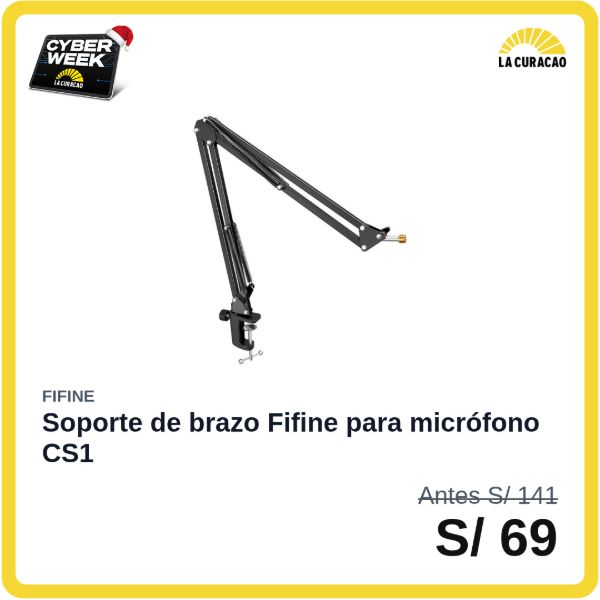 CYBER
WEEK
LA CURACAO
LA CURACAO
FIFINE
Soporte de brazo Fifine para micrófono
CS1
Antes S/ 141
S/ 69